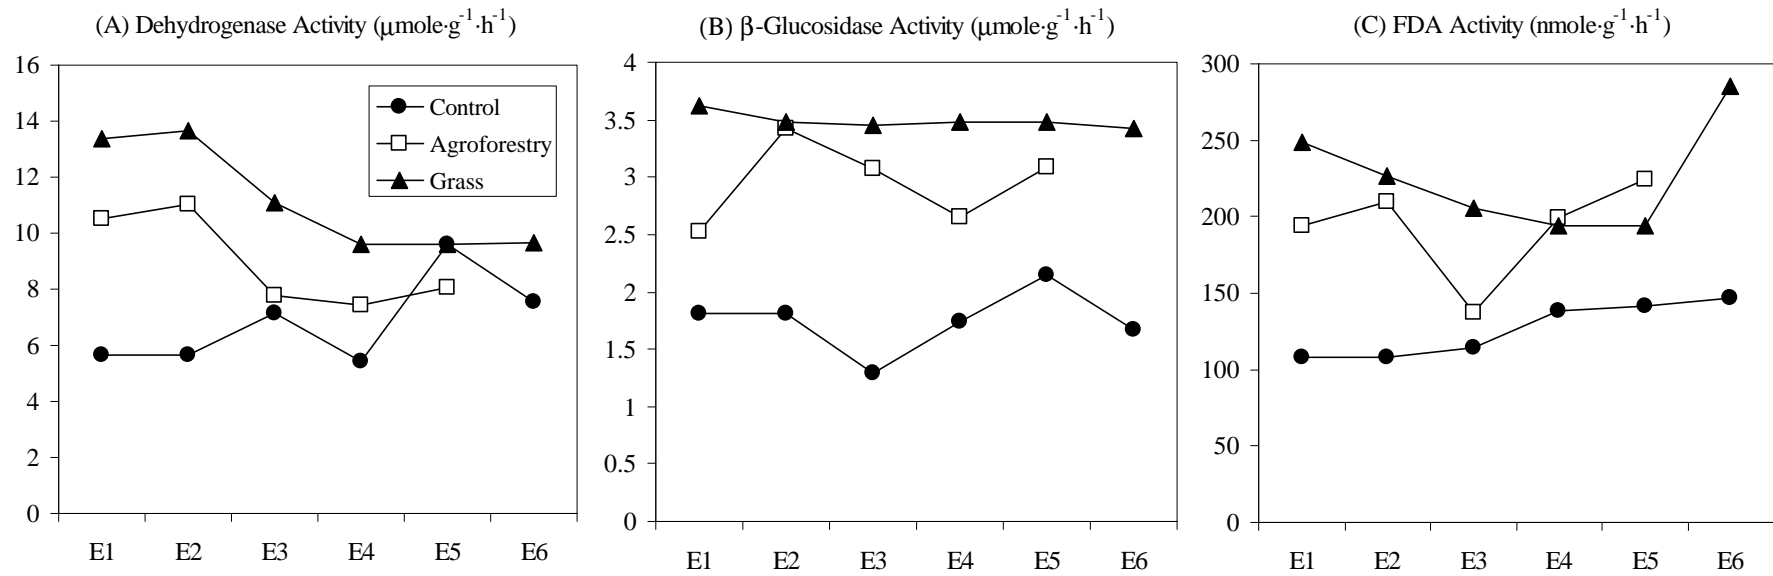 (A) Dehydrogenase Activity (μmole·g⁻¹·h⁻¹)
16
14
12
10
8
6
4
2
0
E1 E2 E3 E4 E5 E6
Control
Agroforestry
Grass
(B) β-Glucosidase Activity (μmole·g⁻¹·h⁻¹)
4
3.5
3
2.5
2
1.5
1
0.5
0
E1 E2 E3 E4 E5 E6
(C) FDA Activity (nmole·g⁻¹·h⁻¹)
300
250
200
150
100
50
0
E1 E2 E3 E4 E5 E6